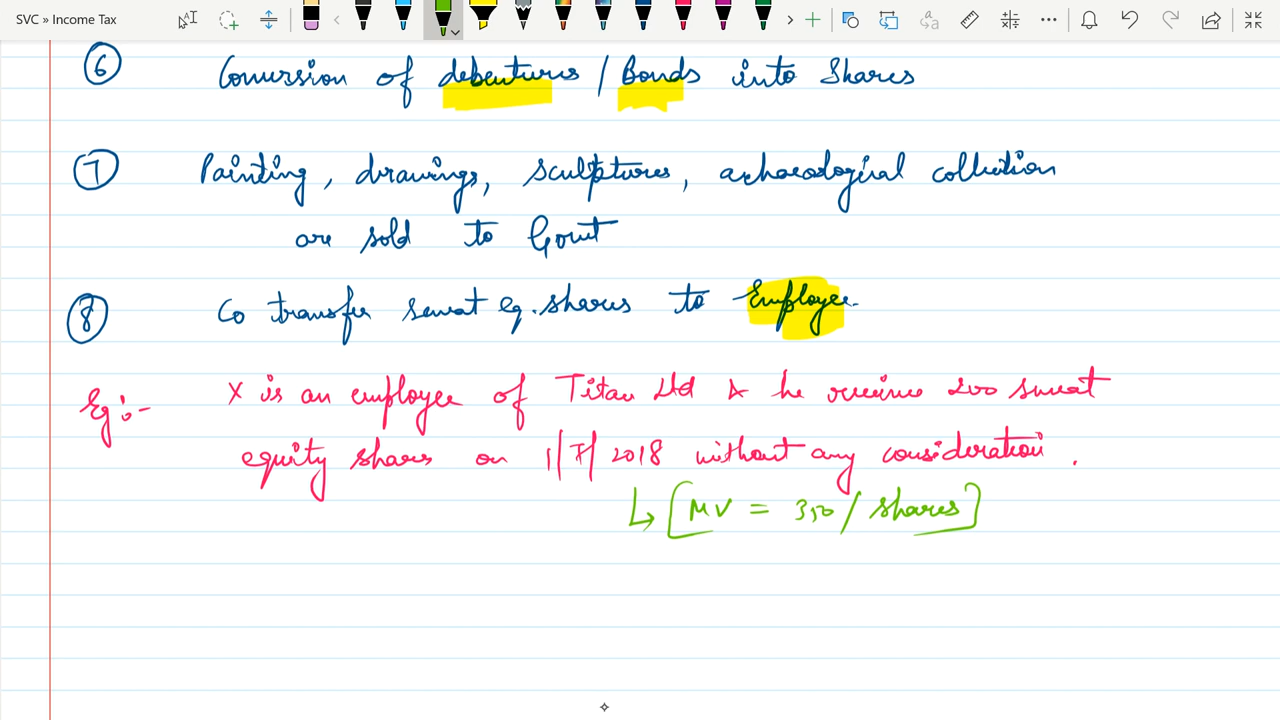 SVC » Income Tax
⑥ Conversion of debentures / Bonds into Shares
⑦ Painting, drawings, sculptures, archaeological collection
are sold to Govt
⑧ Co transfer sweat eq. shares to Employee.
Eg:- X is an employee of Titan Ltd & he receives 200 sweat
equity shares on 1/7/2018 without any consideration.
↳ [MV = 350/shares]